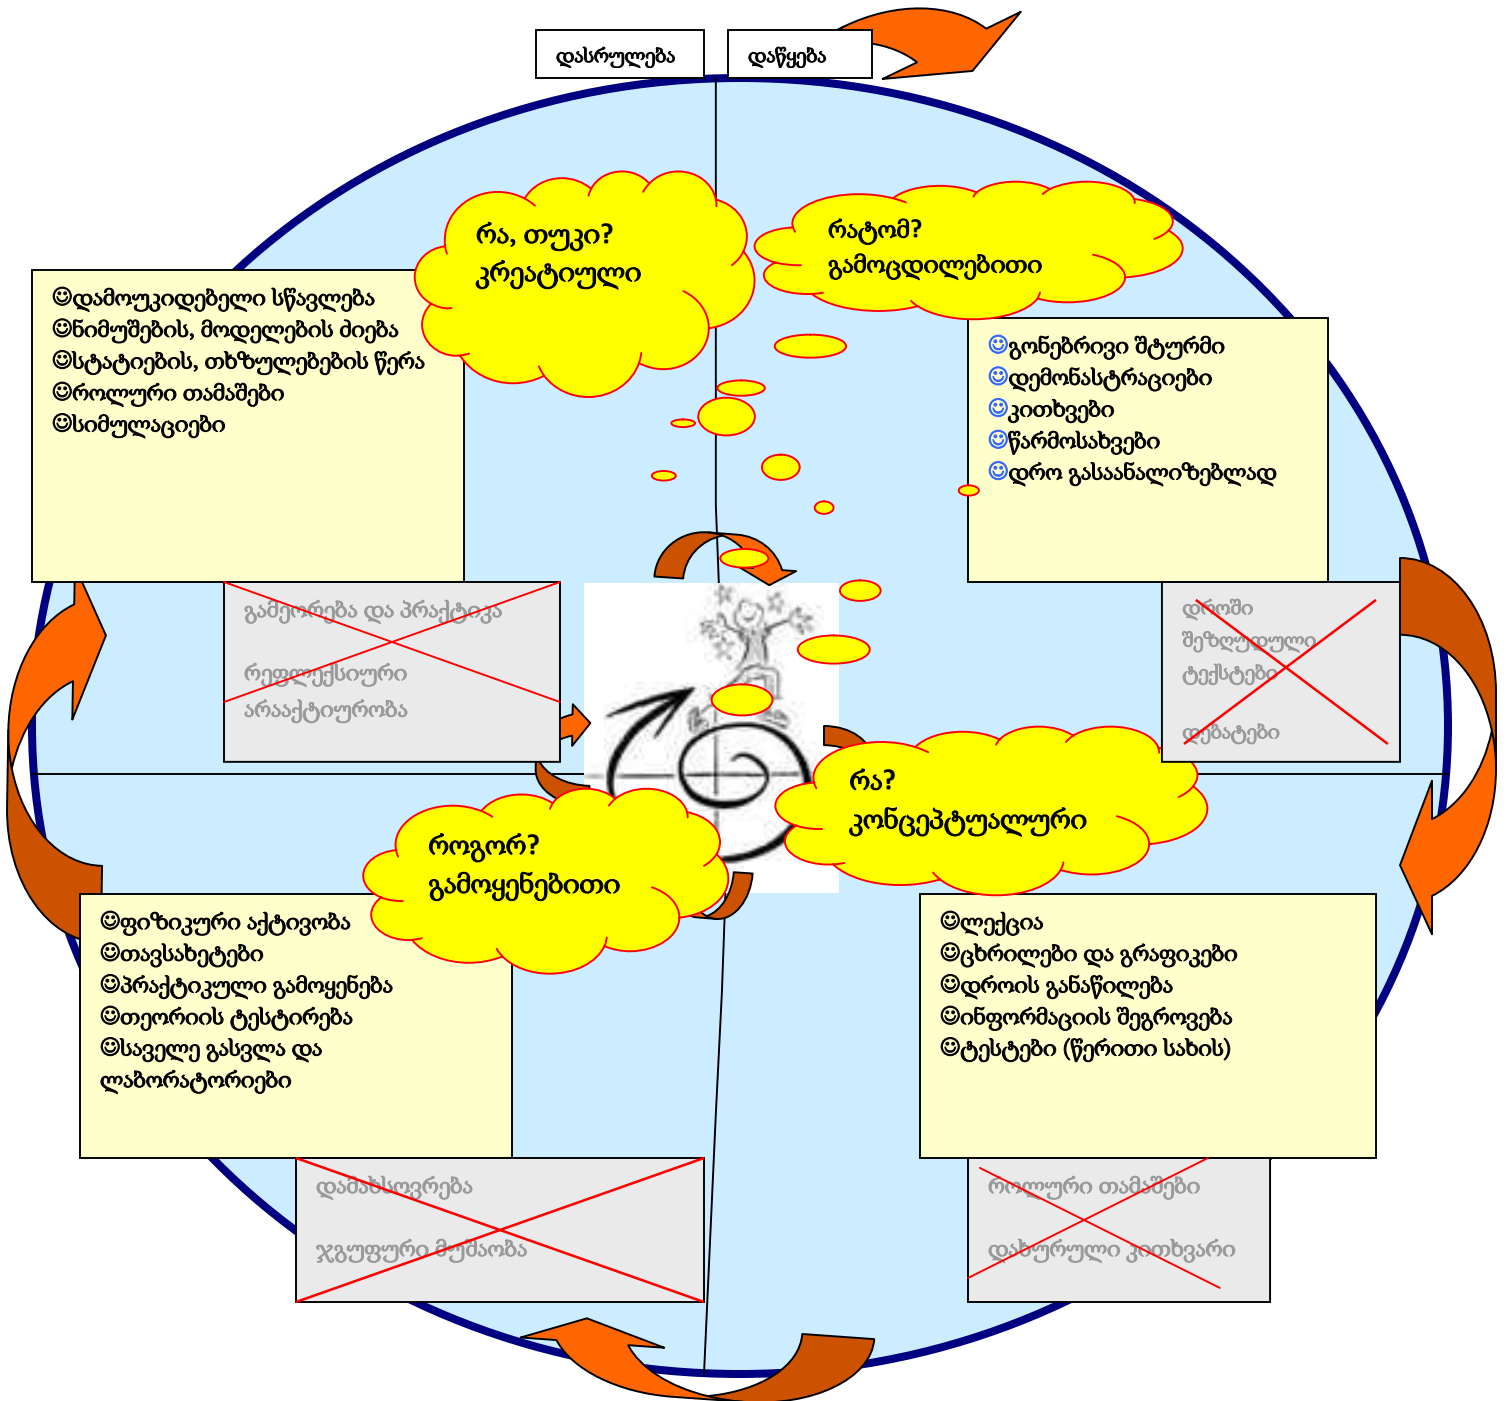 დასრულება
დაწყება
რატომ?
გამოცდილებითი
გონებრივი შტურმი
დემონასტრაციები
კითხვები
წარმოსახვები
დრო გასაანალიზებლად
დროში
შეზღუდული
ტექსტები
დებატები
რა?
კონცეპტუალური
ლექცია
ცხრილები და გრაფიკები
დროის განაწილება
ინფორმაციის შეგროვება
ტესტები (წერითი სახის)
როლური თამაშები
დახურული კითხვარი
როგორ?
გამოყენებითი
ფიზიკური აქტივობა
თავსახეტები
პრაქტიკული გამოყენება
თეორიის ტესტირება
საველე გასვლა და
ლაბორატორიები
დამახსოვრება
ჯგუფური მუშაობა
რა, თუკი?
კრეატიული
დამოუკიდებელი სწავლება
ნიმუშების, მოდელების ძიება
სტატიების, თხზულებების წერა
როლური თამაშები
სიმულაციები
გამეორება და პრაქტიკა
რეფლექსიური
არააქტიურობა